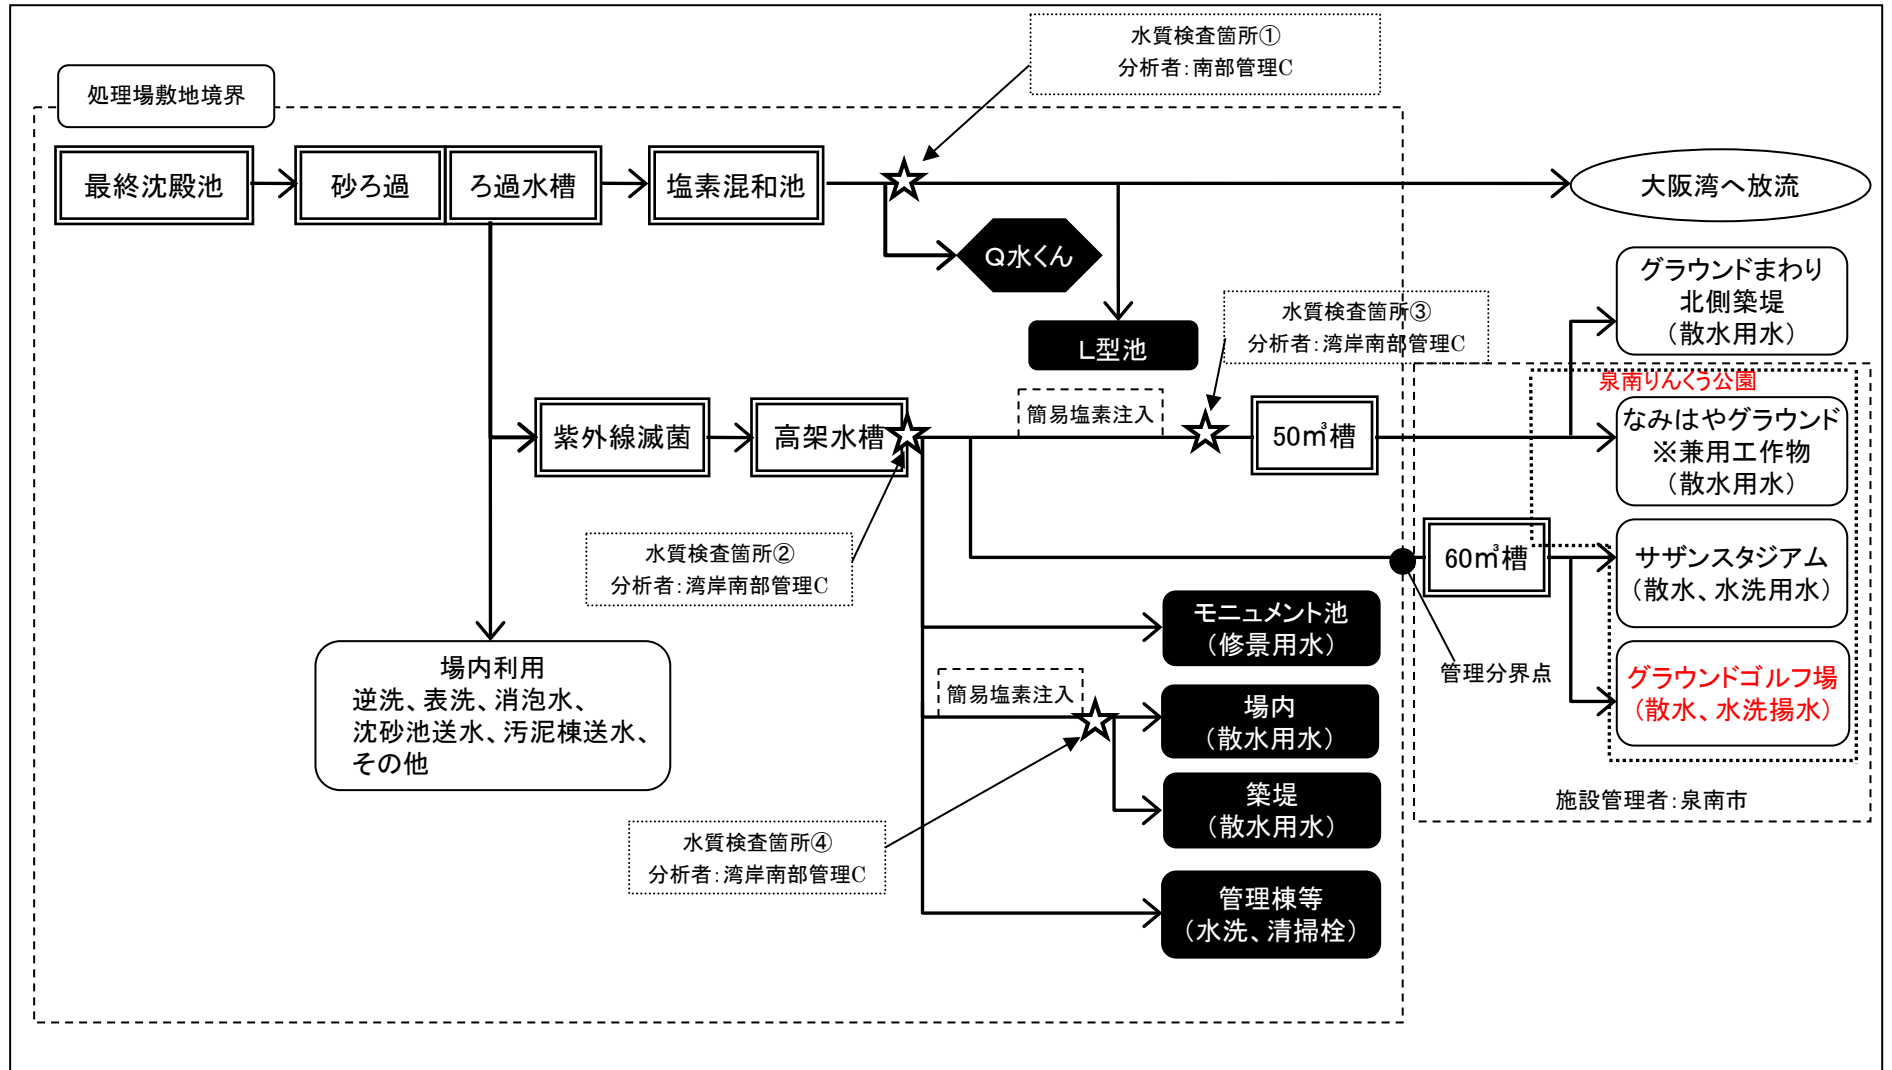 水質検査箇所①
分析者：南部管理C
処理場敷地境界
最終沈殿池
砂ろ過
ろ過水槽
塩素混和池
大阪湾へ放流
Q水くん
グラウンドまわり
北側築堤
（散水用水）
水質検査箇所③
分析者：湾岸南部管理C
L型池
泉南りんくう公園
簡易塩素注入
紫外線滅菌
高架水槽
50㎥槽
なみはやグラウンド
※兼用工作物
（散水用水）
水質検査箇所②
分析者：湾岸南部管理C
60㎥槽
サザンスタジアム
（散水、水洗用水）
モニュメント池
（修景用水）
管理分界点
場内利用
逆洗、表洗、消泡水、
沈砂池送水、汚泥棟送水、
その他
簡易塩素注入
場内
（散水用水）
グラウンドゴルフ場
（散水、水洗揚水）
築堤
（散水用水）
施設管理者：泉南市
水質検査箇所④
分析者：湾岸南部管理C
管理棟等
（水洗、清掃栓）